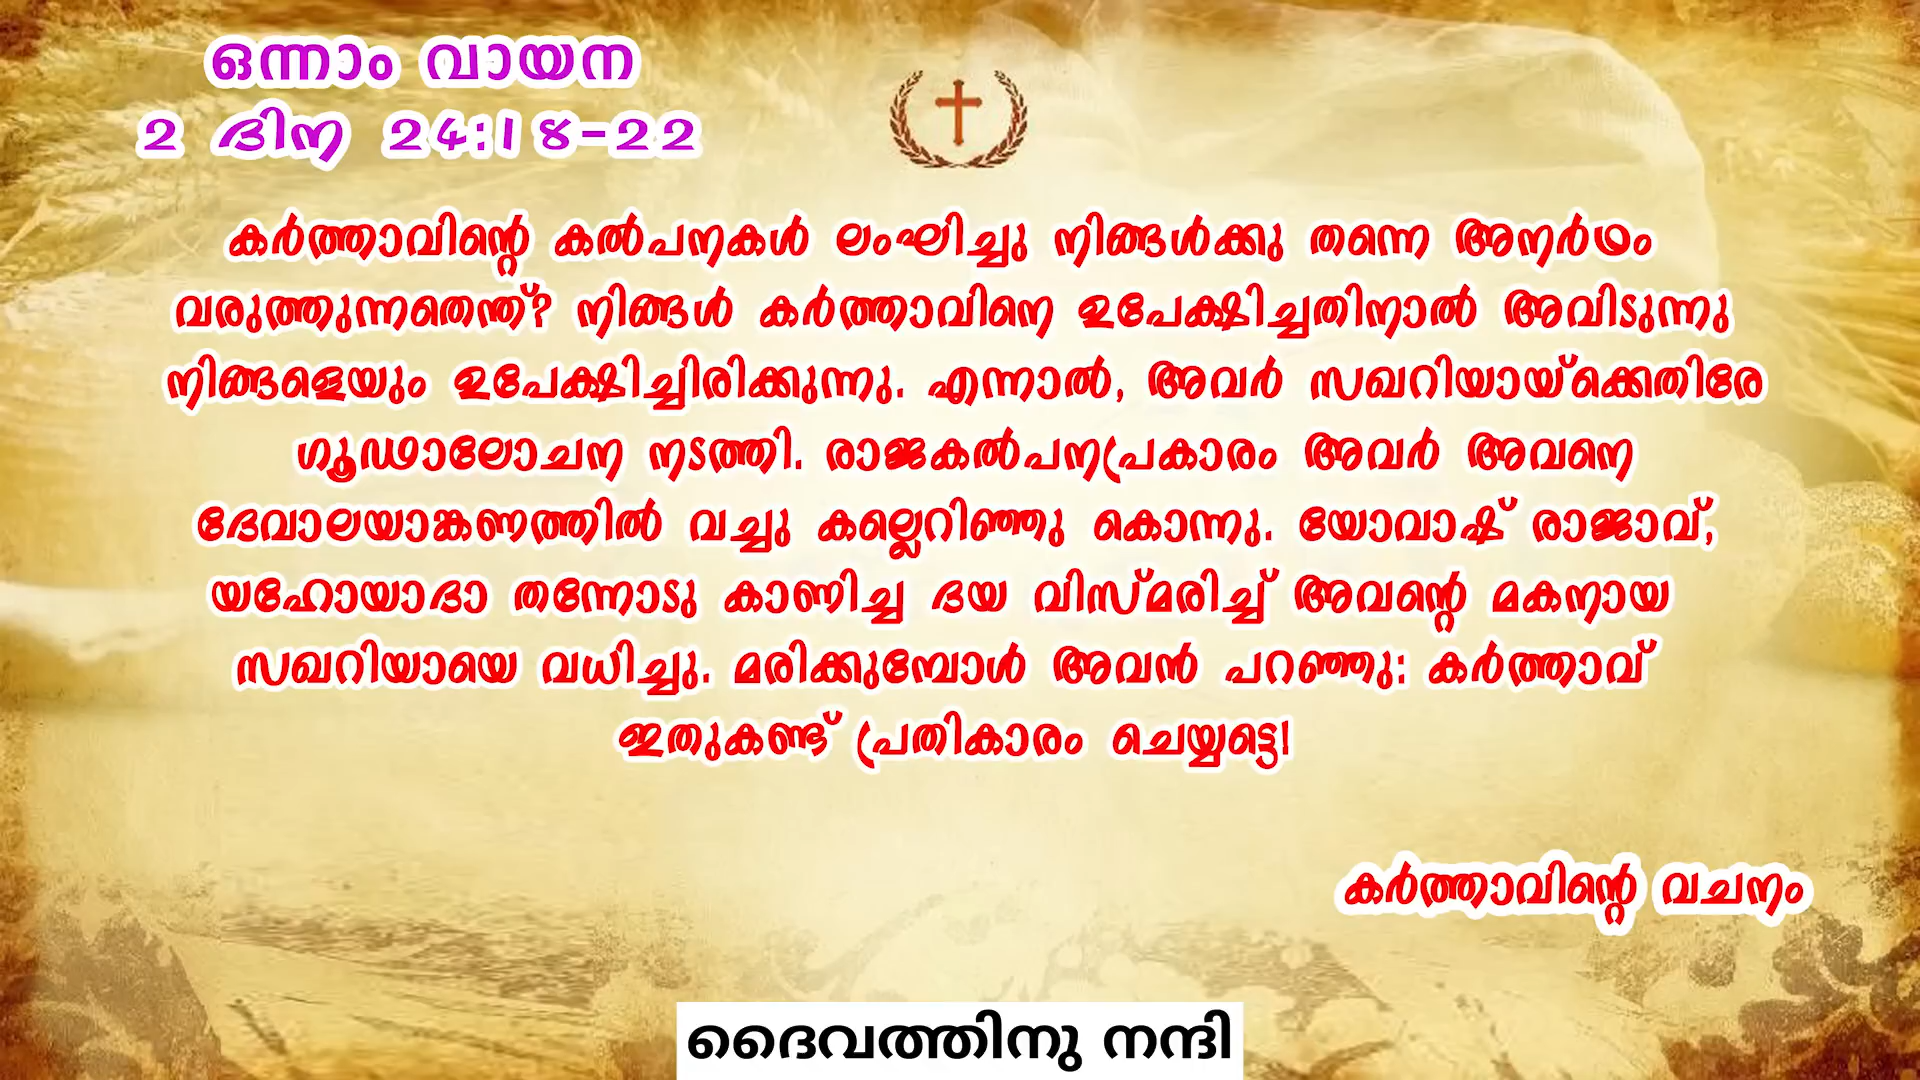 ഒന്നാം വായന
2 ദിന 24:18-22
കർത്താവിന്റെ കൽപനകൾ ലംഘിച്ചു നിങ്ങൾക്കു തന്നെ അനർഥം
വരുത്തുന്നതെന്ത്? നിങ്ങൾ കർത്താവിനെ ഉപേക്ഷിച്ചതിനാൽ അവിടുന്നു
നിങ്ങളെയും ഉപേക്ഷിച്ചിരിക്കുന്നു. എന്നാൽ, അവർ സഖറിയായ്ക്കെതിരേ
ഗൂഢാലോചന നടത്തി. രാജകൽപനപ്രകാരം അവർ അവനെ
ദേവാലയാങ്കണത്തിൽ വച്ചു കല്ലെറിഞ്ഞു കൊന്നു. യോവാഷ് രാജാവ്,
യഹോയാദാ തന്നോടു കാണിച്ച ദയ വിസ്മരിച്ച് അവന്റെ മകനായ
സഖറിയായെ വധിച്ചു. മരിക്കുമ്പോൾ അവൻ പറഞ്ഞു: കർത്താവ്
ഇതുകണ്ട് പ്രതികാരം ചെയ്യട്ടെ!
കർത്താവിന്റെ വചനം
ദൈവത്തിനു നന്ദി